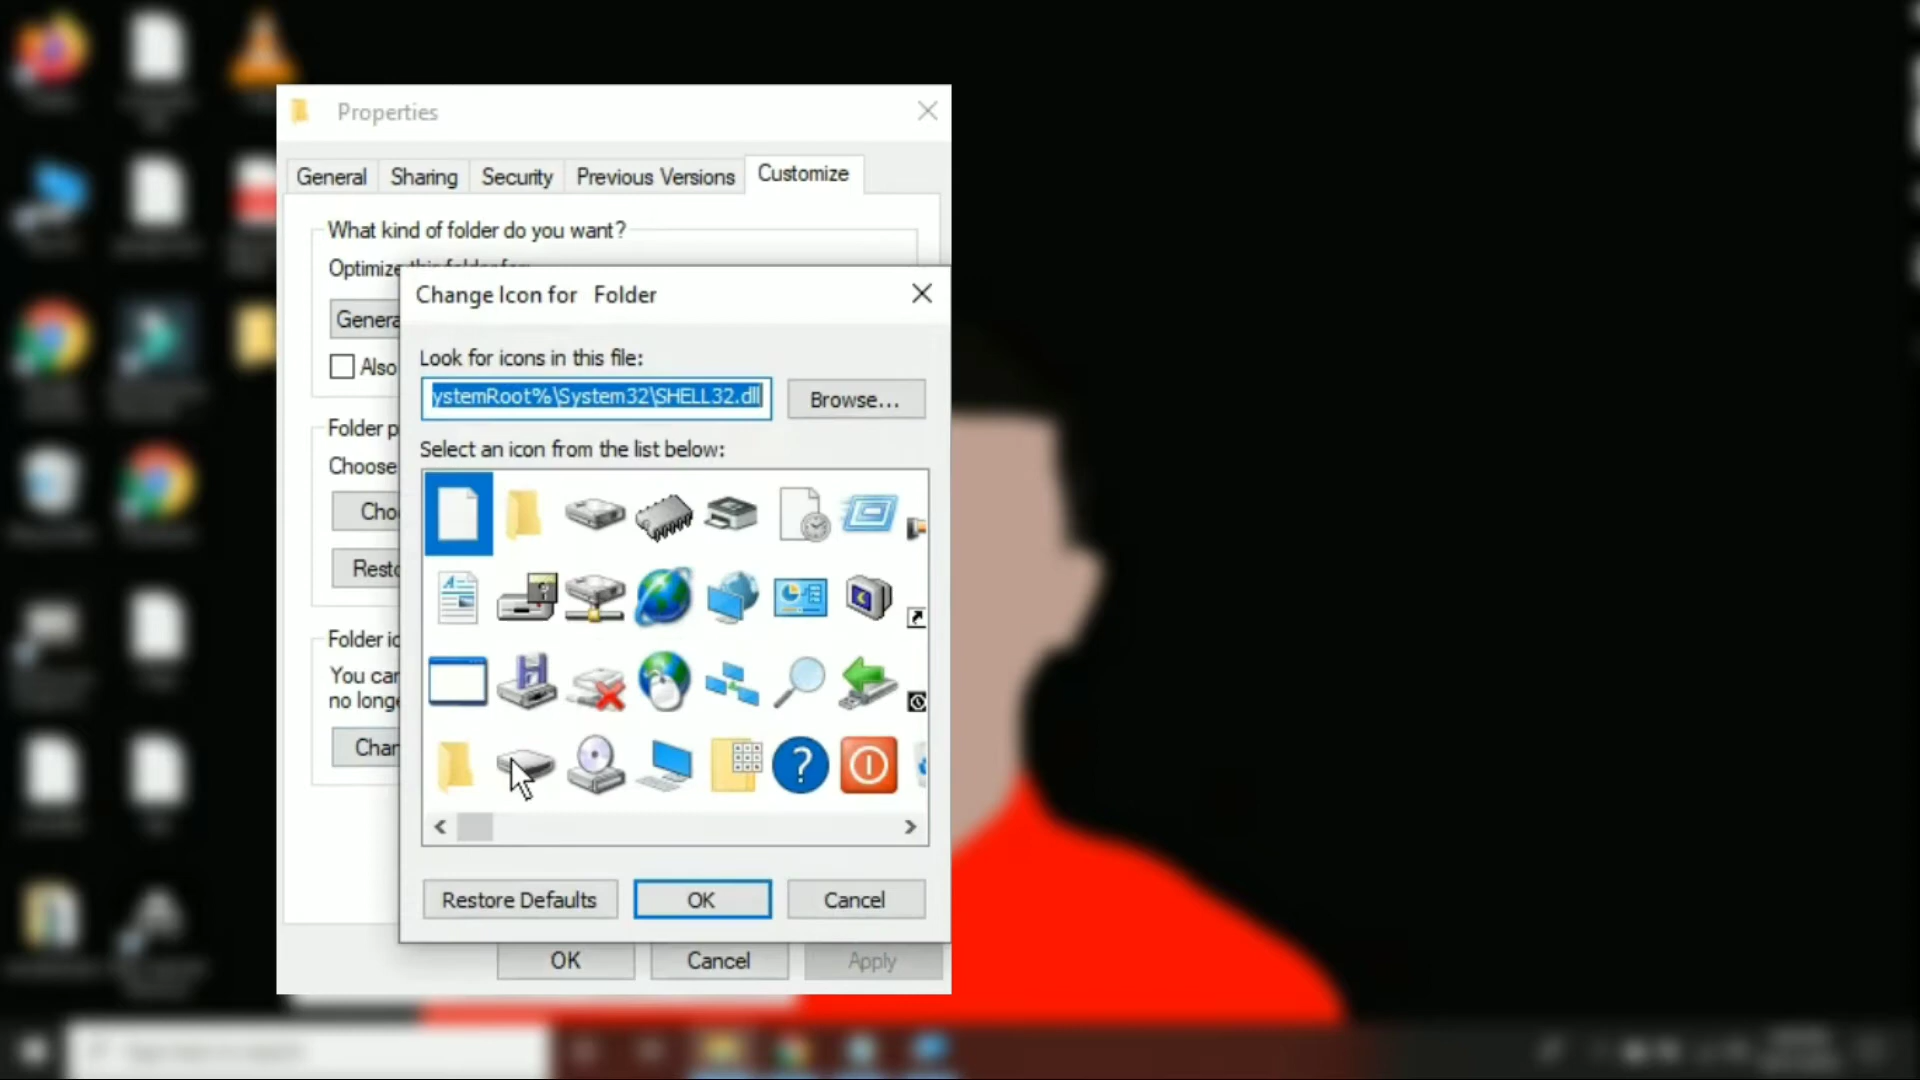 Properties
General
Sharing
Security
Previous Versions
Customize
What kind of folder do you want?
Optimize this folder for:
Genera
Also
Folder p
Choose
Cho
Resto
Folder ic
You car
no longe
Char
Change Icon for Folder
Look for icons in this file:
ystemRoot%\System32\SHELL32.dll
Browse...
Select an icon from the list below:
Restore Defaults
OK
Cancel
OK
Cancel
Apply